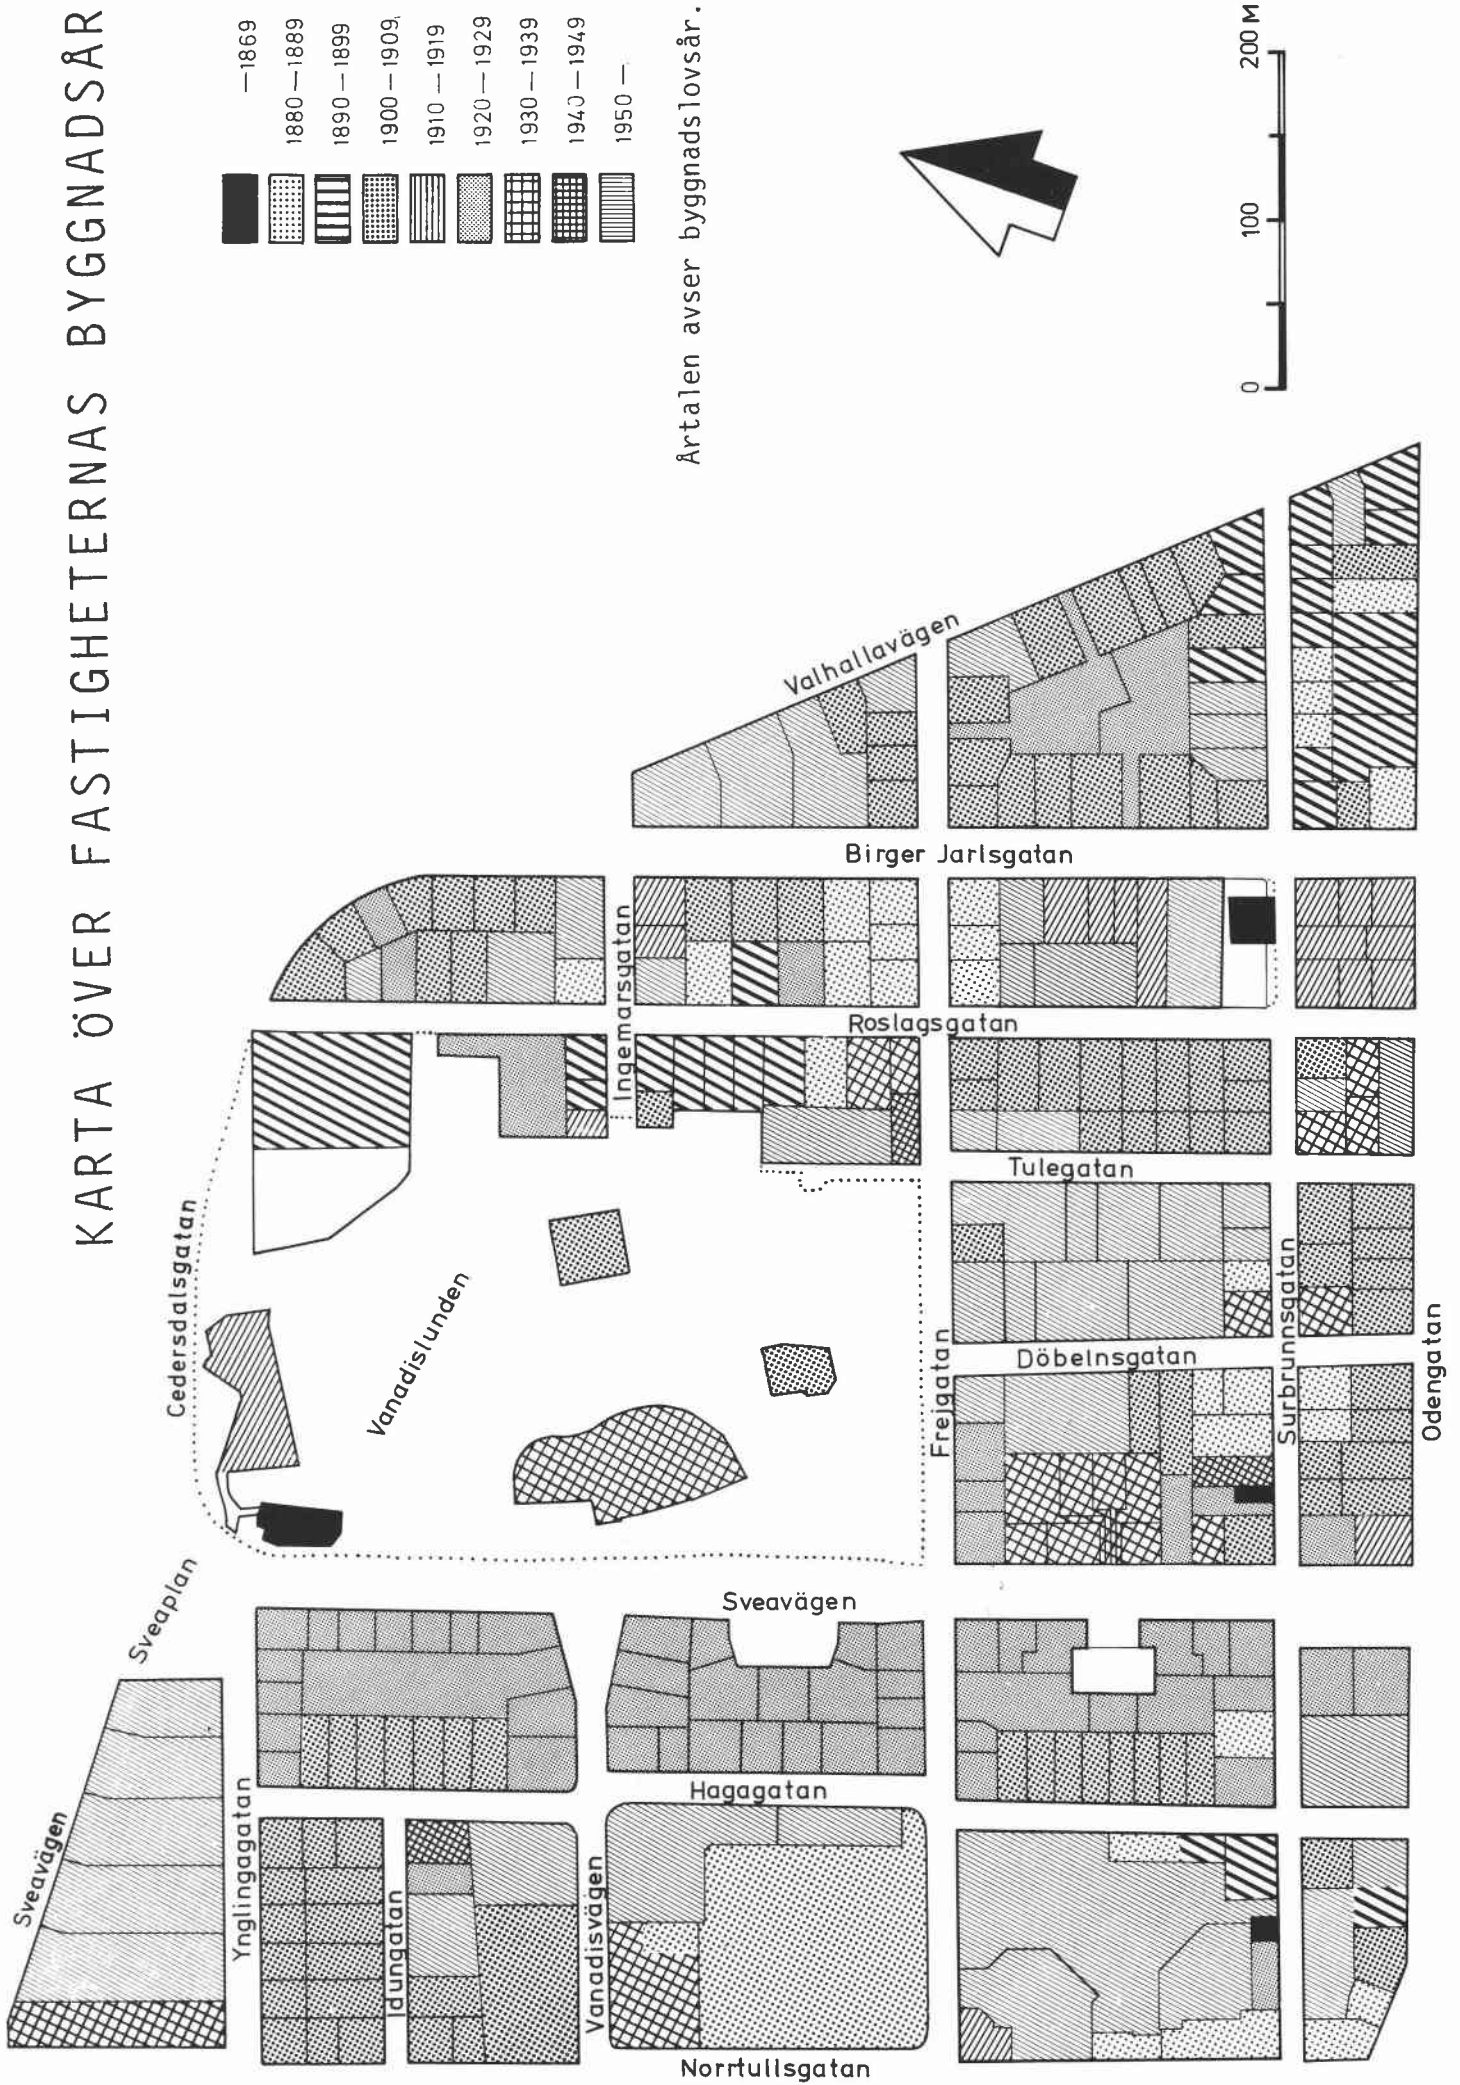 KARTA ÖVER FASTIGHETERNAS BYGGNADSÅR
—1869
1880—1889
1890—1899
1900—1909
1910—1919
1920—1929
1930—1939
1940—1949
1950—
Årtalen avser byggnadslovsår.
0 100 200 M
Valhallavägen
Birger Jarlsgatan
Ingemarsgatan
Roslagsgatan
Cedersdalsgatan
Vanadislunden
Tulegatan
Frejgatan
Döbelnsgatan
Surbrunnsgatan
Odengatan
Sveaplan
Sveavägen
Sveavägen
Ynglingagatan
Hagagatan
Idungatan
Vanadisvägen
Norrtullsgatan